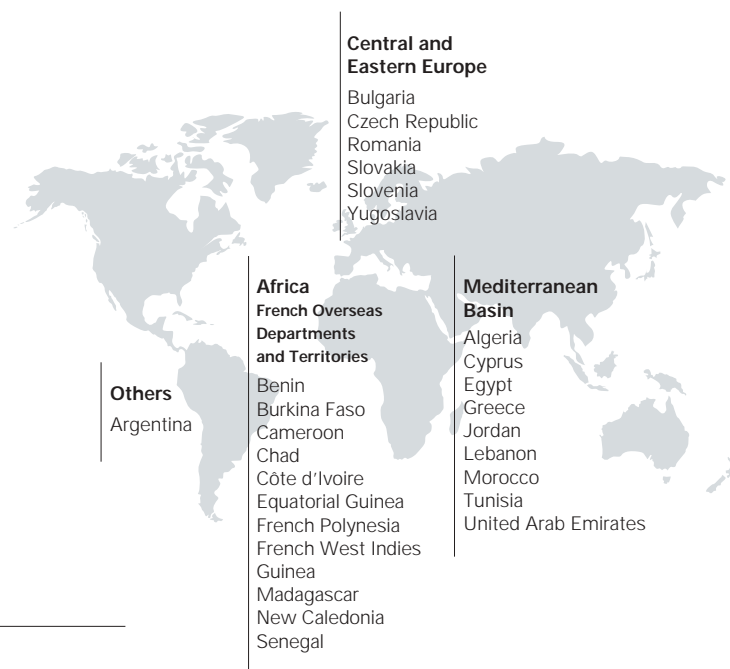 Central and
Eastern Europe
Bulgaria
Czech Republic
Romania
Slovakia
Slovenia
Yugoslavia
Africa
French Overseas
Departments
and Territories
Benin
Burkina Faso
Cameroon
Chad
Côte d'Ivoire
Equatorial Guinea
French Polynesia
French West Indies
Guinea
Madagascar
New Caledonia
Senegal
Mediterranean
Basin
Algeria
Cyprus
Egypt
Greece
Jordan
Lebanon
Morocco
Tunisia
United Arab Emirates
Others
Argentina